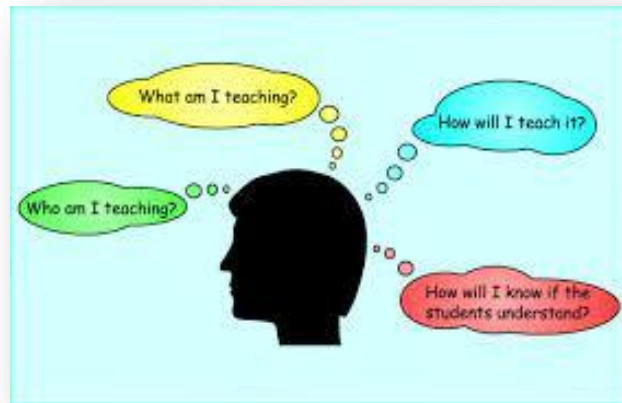 What am I teaching?
How will I teach it?
Who am I teaching?
How will I know if the
students understand?